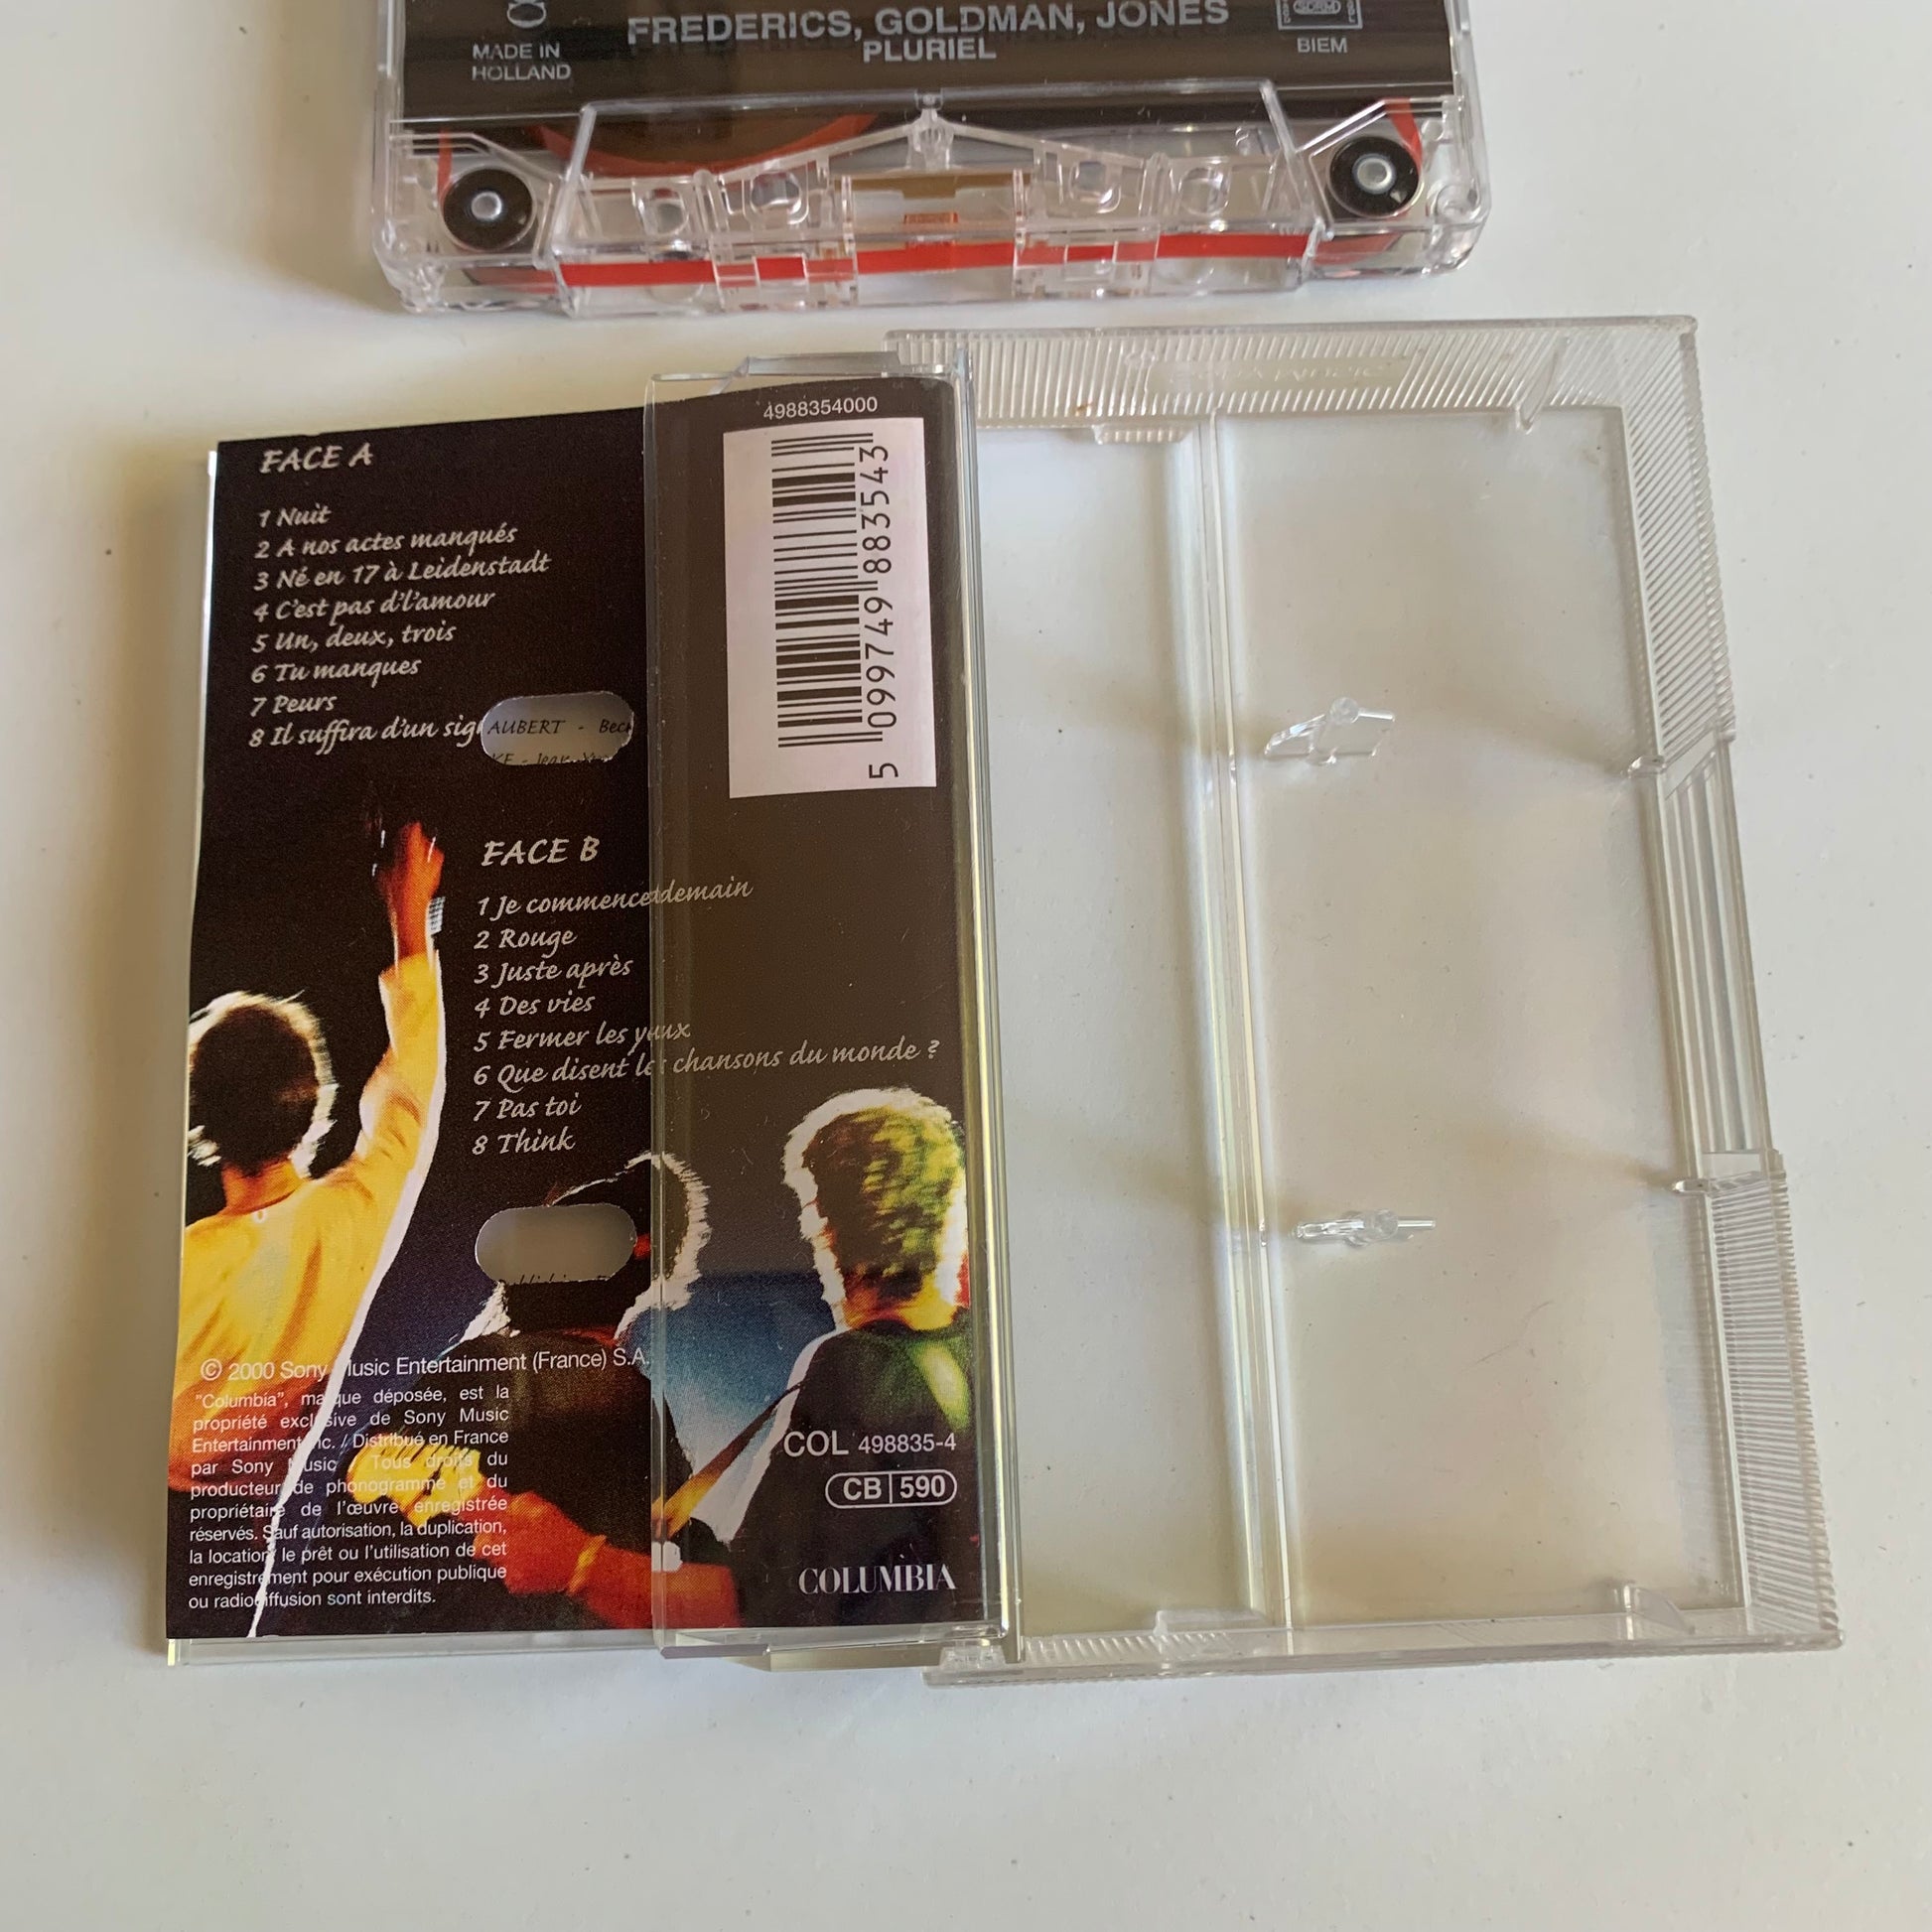 FREDERICS, GOLDMAN, JONES
PLURIEL
MADE IN
HOLLAND
BIEM
4988354000
5 099749 883543
FACE A
1 Nuit
2 A nos actes manqués
3 Né en 17 à Leidenstadt
4 C'est pas d'l'amour
5 Un, deux, trois
6 Tu manques
7 Peurs
8 Il suffira d'un sig
AUBERT - Bec
FACE B
1 Je commence demain
2 Rouge
3 Juste après
4 Des vies
5 Fermer les yeux
6 Que disent les chansons du monde ?
7 Pas toi
8 Think
© 2000 Sony Music Entertainment (France) S.A.
"Columbia", marque déposée, est la
propriété exclusive de Sony Music
Entertainment Inc. / Distribué en France
par Sony Music / Tous droits du
producteur de phonogramme et du
propriétaire de l'œuvre enregistrée
réservés. Sauf autorisation, la duplication,
la location, le prêt ou l'utilisation de cet
enregistrement pour exécution publique
ou radiodiffusion sont interdits.
COL 498835-4
CB 590
COLUMBIA